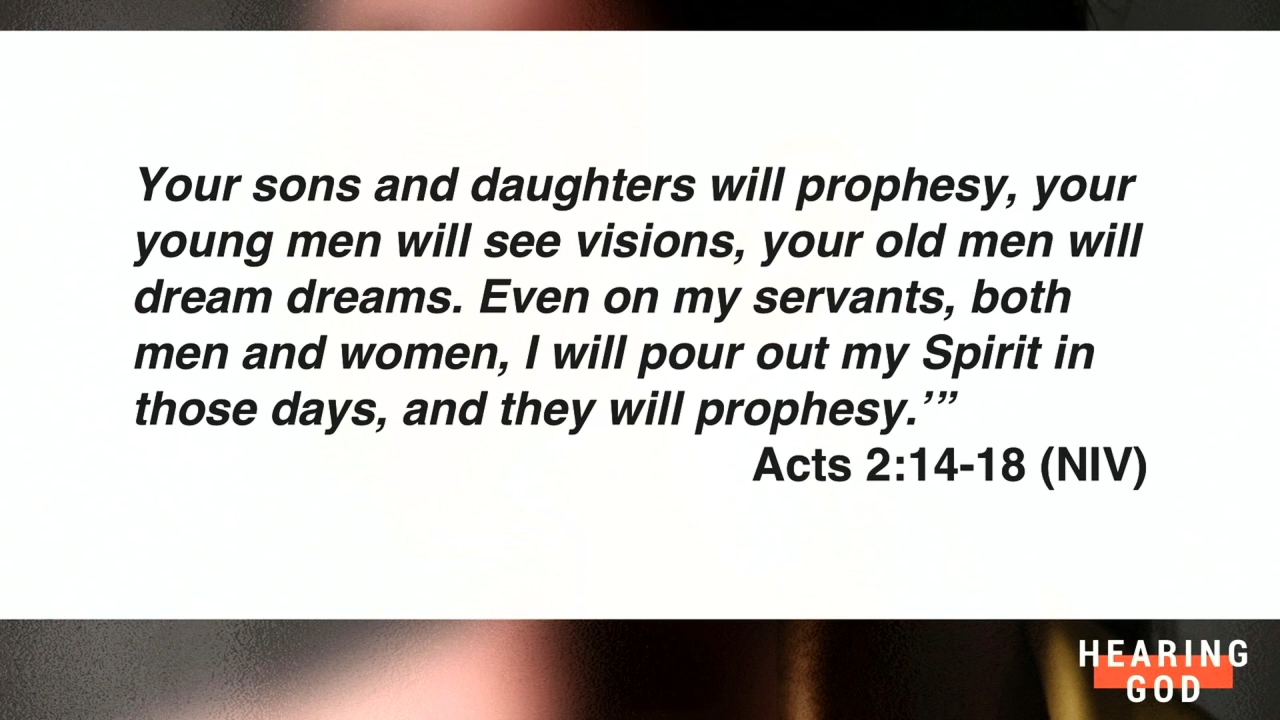 Your sons and daughters will prophesy, your
young men will see visions, your old men will
dream dreams. Even on my servants, both
men and women, I will pour out my Spirit in
those days, and they will prophesy.’”
Acts 2:14-18 (NIV)
HEARING
GOD